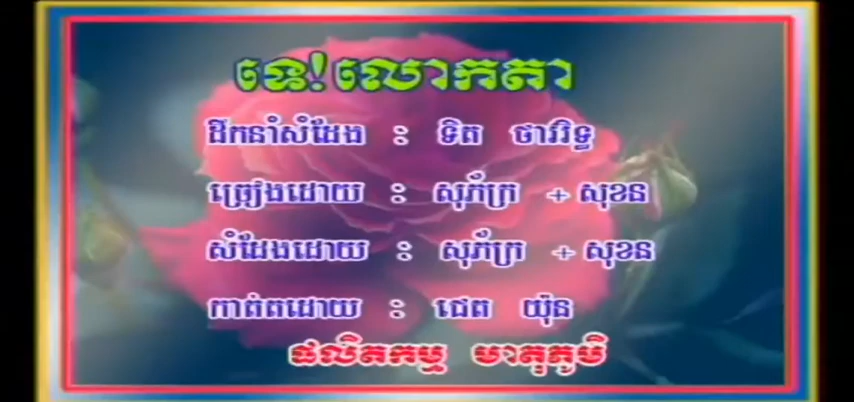 ទេ!លោកតា
ដឹកនាំសំដែង : ទិត ថាវរិទ្ធ
ច្រៀងដោយ : សុភ័ក្រ + សុខន
សំដែងដោយ : សុភ័ក្រ + សុខន
កាត់តដោយ : ជេត យ៉ុន
ផលិតកម្ម មាតុភូមិ